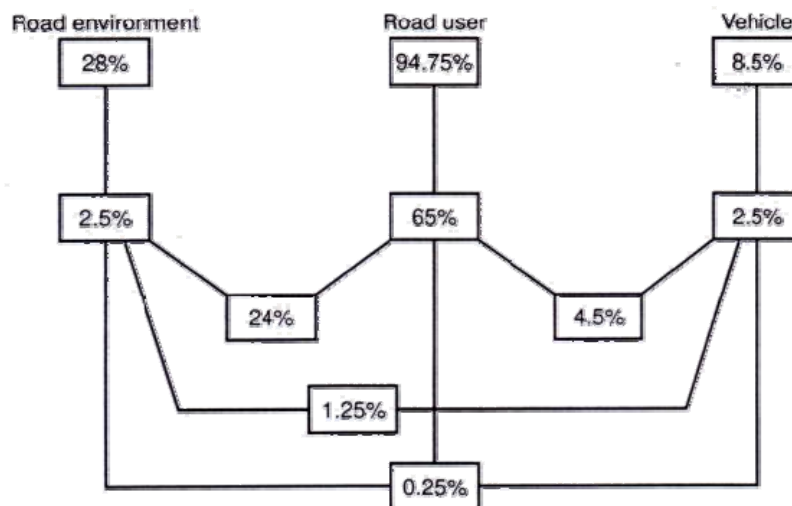 Road environment Road user Vehicle
28% 94.75% 8.5%
2.5% 65% 2.5%
24% 4.5%
1.25%
0.25%